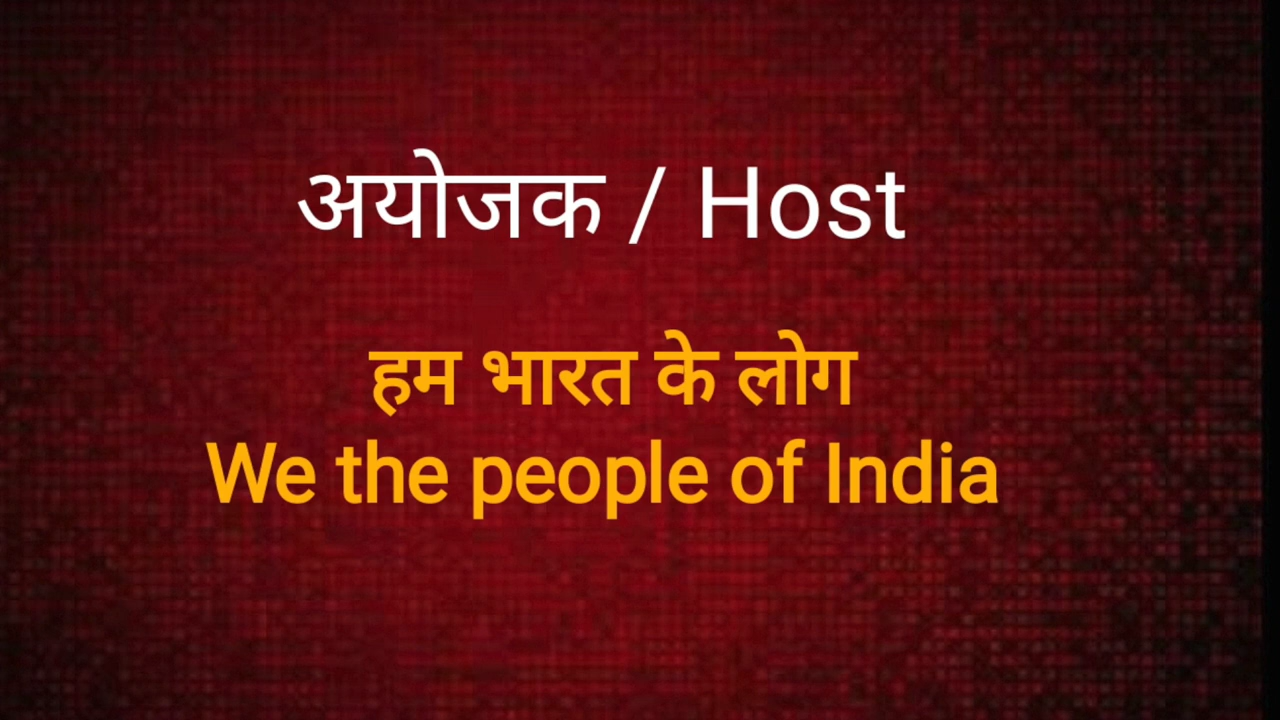 अयोजक / Host
हम भारत के लोग
We the people of India